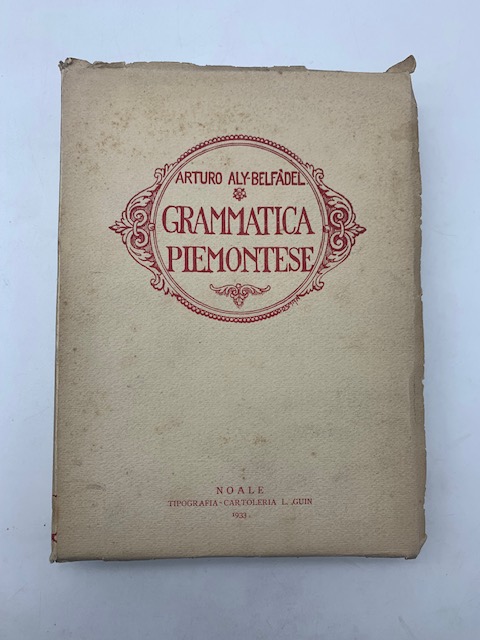 ARTURO ALY-BELFÀDEL
GRAMMATICA
PIEMONTESE
NOALE
TIPOGRAFIA-CARTOLERIA L. GUIN
1933